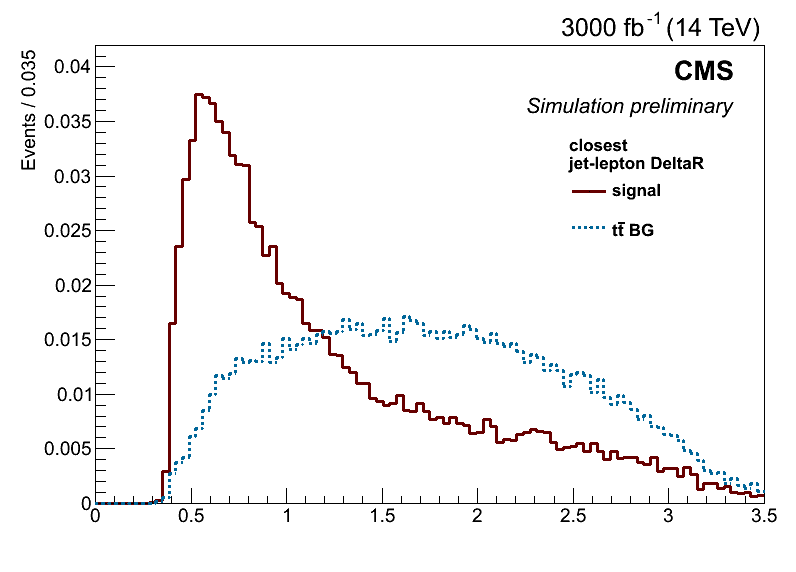 3000 fb⁻¹ (14 TeV)
Events / 0.035
CMS
Simulation preliminary
closest
jet-lepton DeltaR
signal
tt̄ BG
0.04
0.035
0.03
0.025
0.02
0.015
0.01
0.005
0
0 0.5 1 1.5 2 2.5 3 3.5